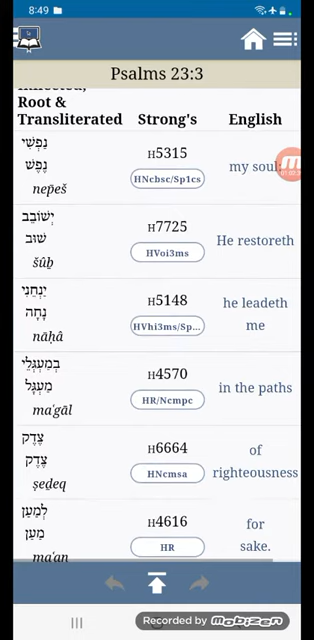 8:49
Psalms 23:3
Root &
Transliterated Strong's English
נַפְשִׁי
נֶפֶשׁ
nep̄eš
H5315
HNcbsc/Sp1cs
my soul:
יְשׁוֹבֵב
שׁוּב
šûḇ
H7725
HVoi3ms
He restoreth
יַנְחֵנִי
נָחָה
nāḥâ
H5148
HVhi3ms/Sp...
he leadeth
me
בְמַעְגְּלֵי
מַעְגָּל
ma'gāl
H4570
HR/Ncmpc
in the paths
צֶדֶק
צֶדֶק
ṣeḏeq
H6664
HNcmsa
of
righteousness
לְמַעַן
מַעַן
ma'an
H4616
HR
for
sake.
Recorded by mobizen